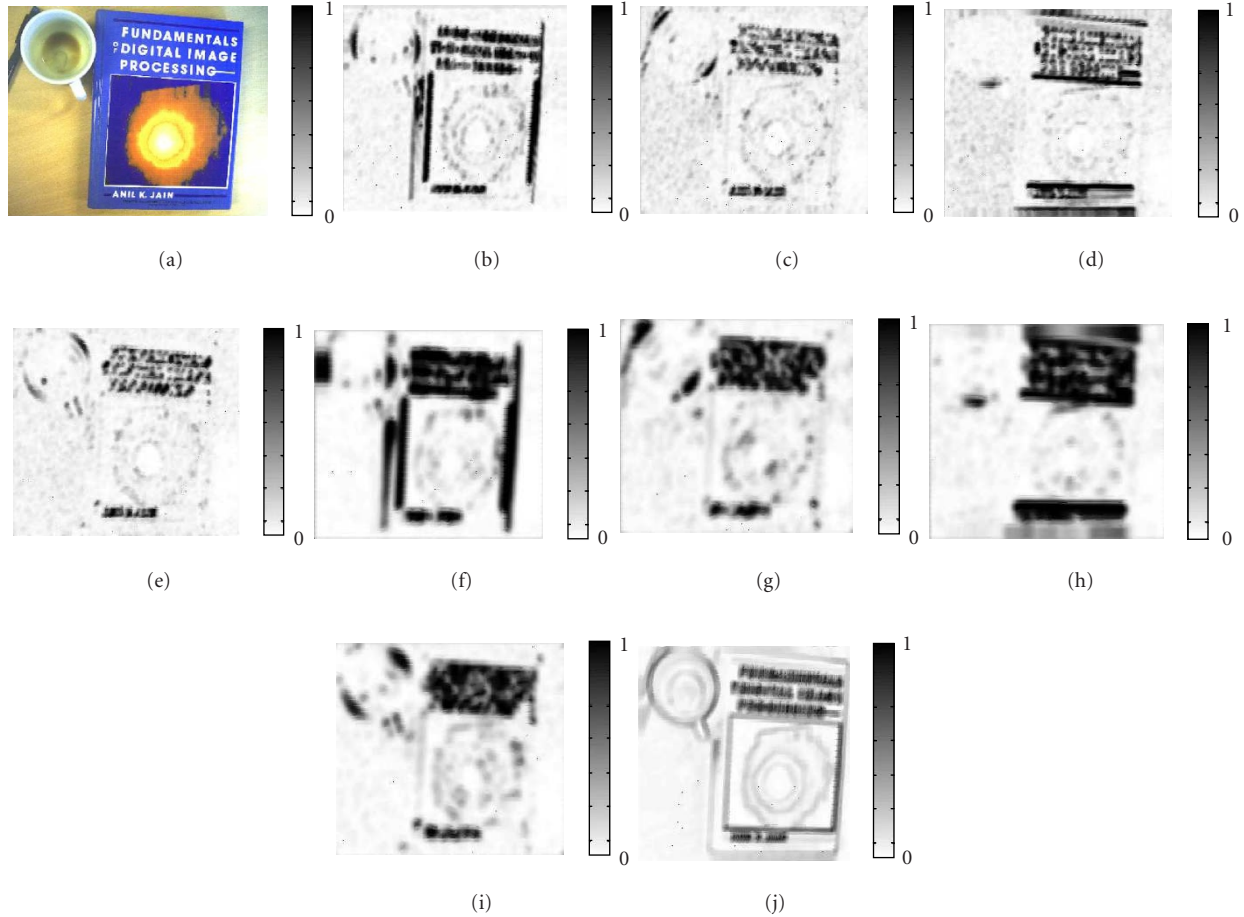 FUNDAMENTALS
OF DIGITAL IMAGE
PROCESSING
ANIL K. JAIN
1
0
(a)
1
0
(b)
1
0
(c)
1
0
(d)
1
0
(e)
1
0
(f)
1
0
(g)
1
0
(h)
1
0
(i)
1
0
(j)